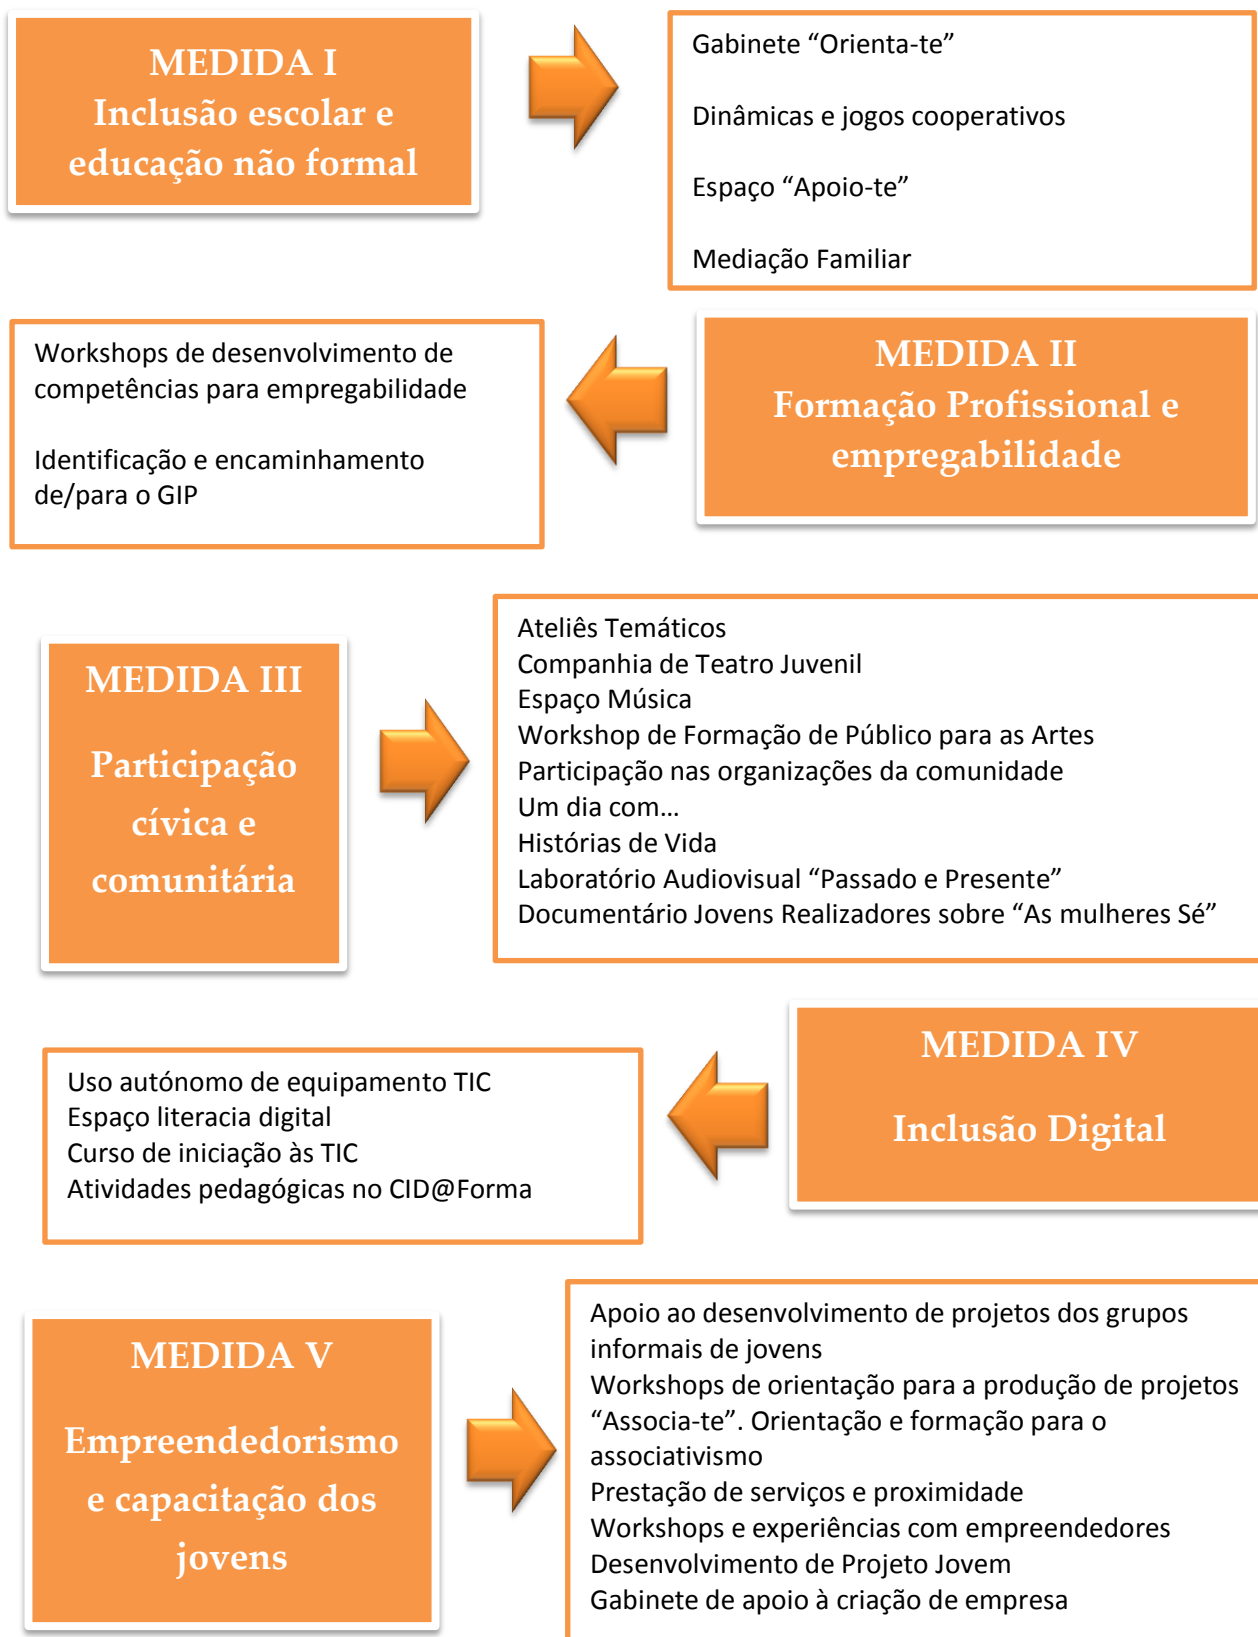 MEDIDA I
Inclusão escolar e
educação não formal
Gabinete “Orienta-te”
Dinâmicas e jogos cooperativos
Espaço “Apoio-te”
Mediação Familiar
MEDIDA II
Formação Profissional e
empregabilidade
Workshops de desenvolvimento de
competências para empregabilidade
Identificação e encaminhamento
de/para o GIP
MEDIDA III
Participação
cívica e
comunitária
Ateliês Temáticos
Companhia de Teatro Juvenil
Espaço Música
Workshop de Formação de Público para as Artes
Participação nas organizações da comunidade
Um dia com…
Histórias de Vida
Laboratório Audiovisual “Passado e Presente”
Documentário Jovens Realizadores sobre “As mulheres Sé”
MEDIDA IV
Inclusão Digital
Uso autónomo de equipamento TIC
Espaço literacia digital
Curso de iniciação às TIC
Atividades pedagógicas no CID@Forma
MEDIDA V
Empreendedorismo
e capacitação dos
jovens
Apoio ao desenvolvimento de projetos dos grupos
informais de jovens
Workshops de orientação para a produção de projetos
“Associa-te”. Orientação e formação para o
associativismo
Prestação de serviços e proximidade
Workshops e experiências com empreendedores
Desenvolvimento de Projeto Jovem
Gabinete de apoio à criação de empresa